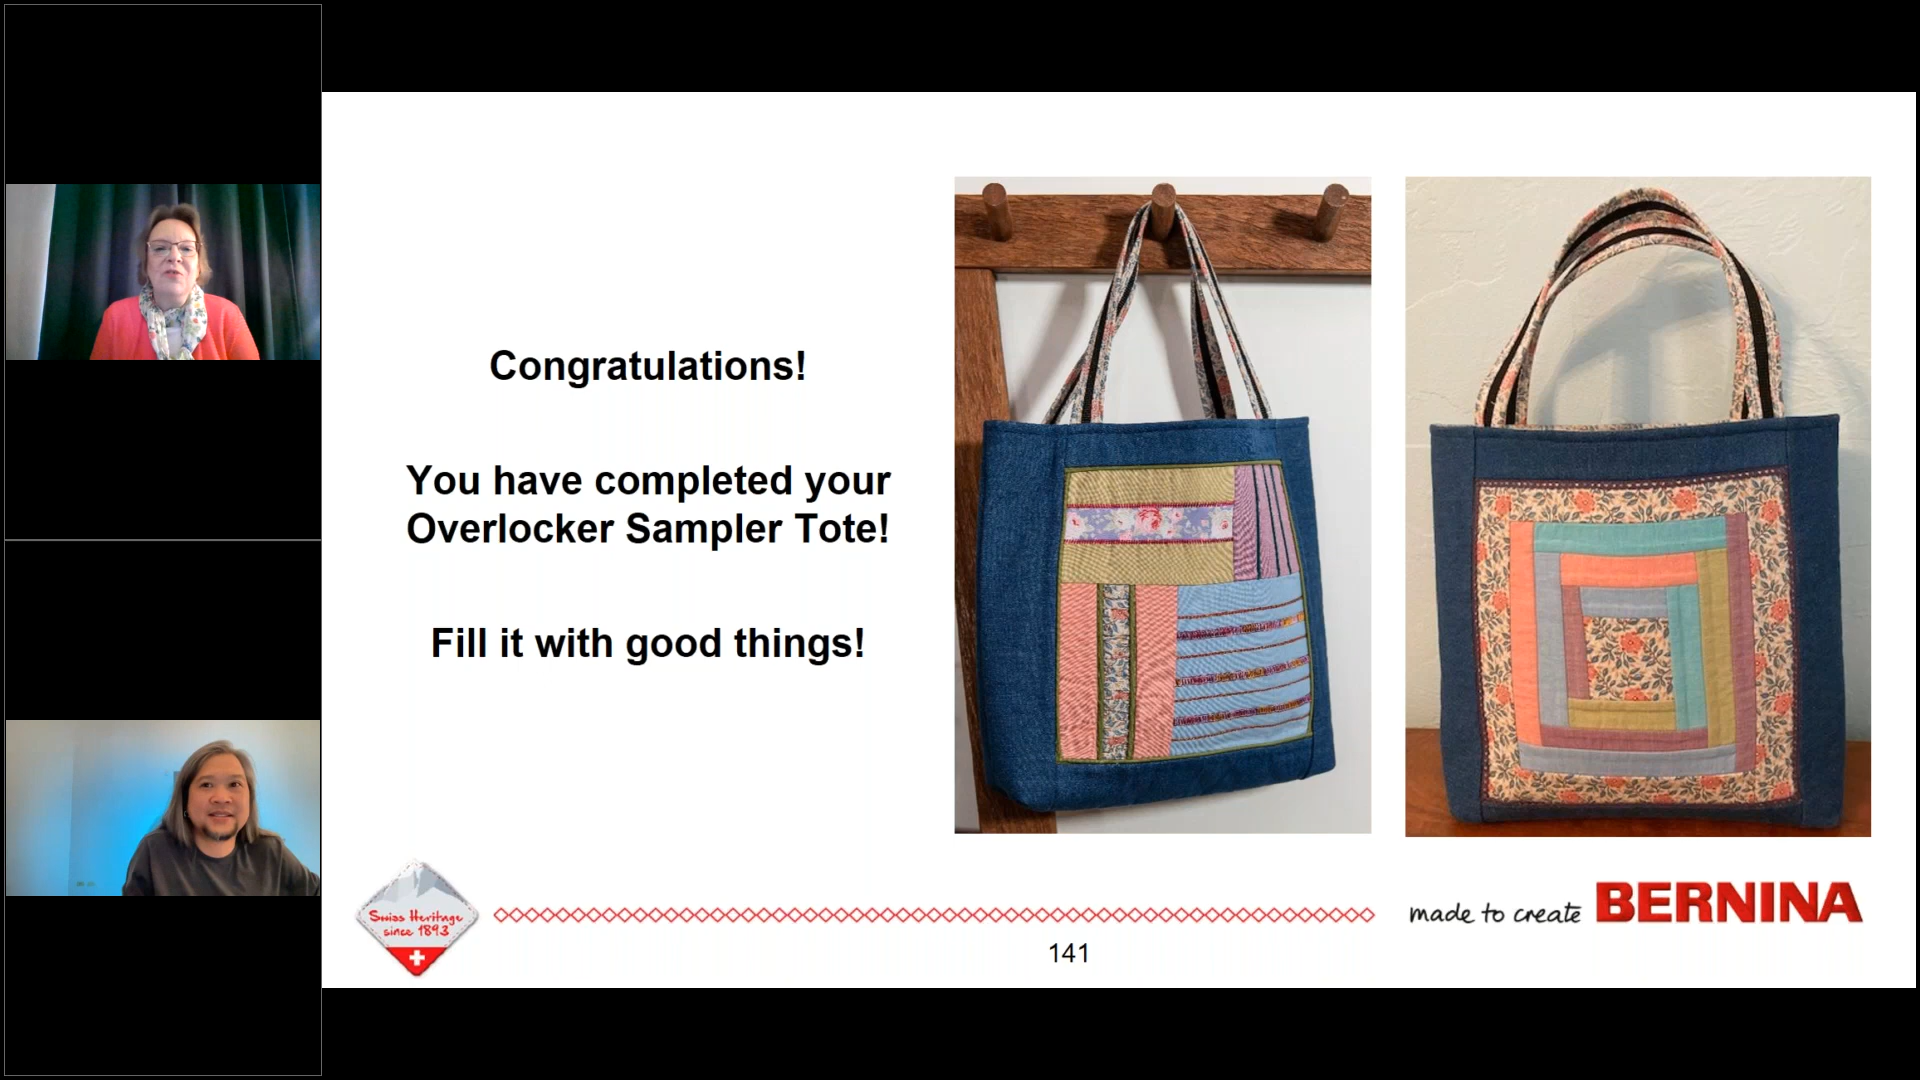 Congratulations!
You have completed your
Overlocker Sampler Tote!
Fill it with good things!
Swiss Heritage
since 1893
made to create BERNINA
141